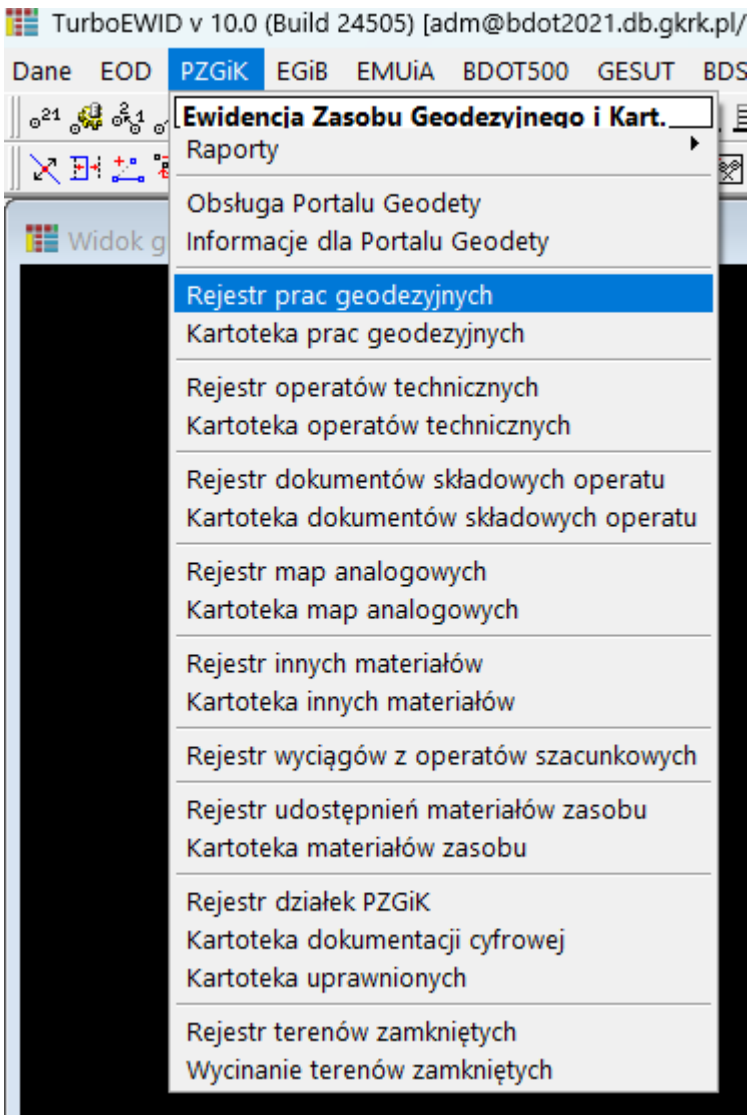 TurboEWID v 10.0 (Build 24505) [adm@bdot2021.db.gkrk.pl/
Dane EOD PZGiK EGiB EMUiA BDOT500 GESUT BDS
Ewidencja Zasobu Geodezyjnego i Kart.
Raporty
Obsługa Portalu Geodety
Widok g
Informacje dla Portalu Geodety
Rejestr prac geodezyjnych
Kartoteka prac geodezyjnych
Rejestr operatów technicznych
Kartoteka operatów technicznych
Rejestr dokumentów składowych operatu
Kartoteka dokumentów składowych operatu
Rejestr map analogowych
Kartoteka map analogowych
Rejestr innych materiałów
Kartoteka innych materiałów
Rejestr wyciągów z operatów szacunkowych
Rejestr udostępnień materiałów zasobu
Kartoteka materiałów zasobu
Rejestr działek PZGiK
Kartoteka dokumentacji cyfrowej
Kartoteka uprawnionych
Rejestr terenów zamkniętych
Wycinanie terenów zamkniętych